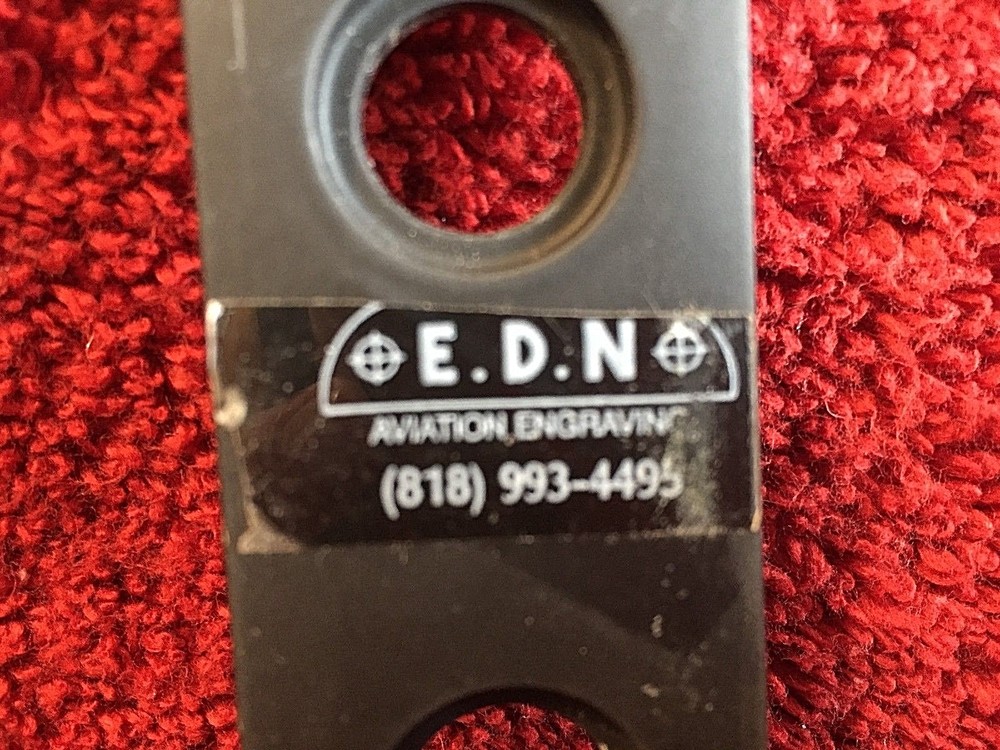 E.D.N
AVIATION ENGRAVING
(818) 993-4495